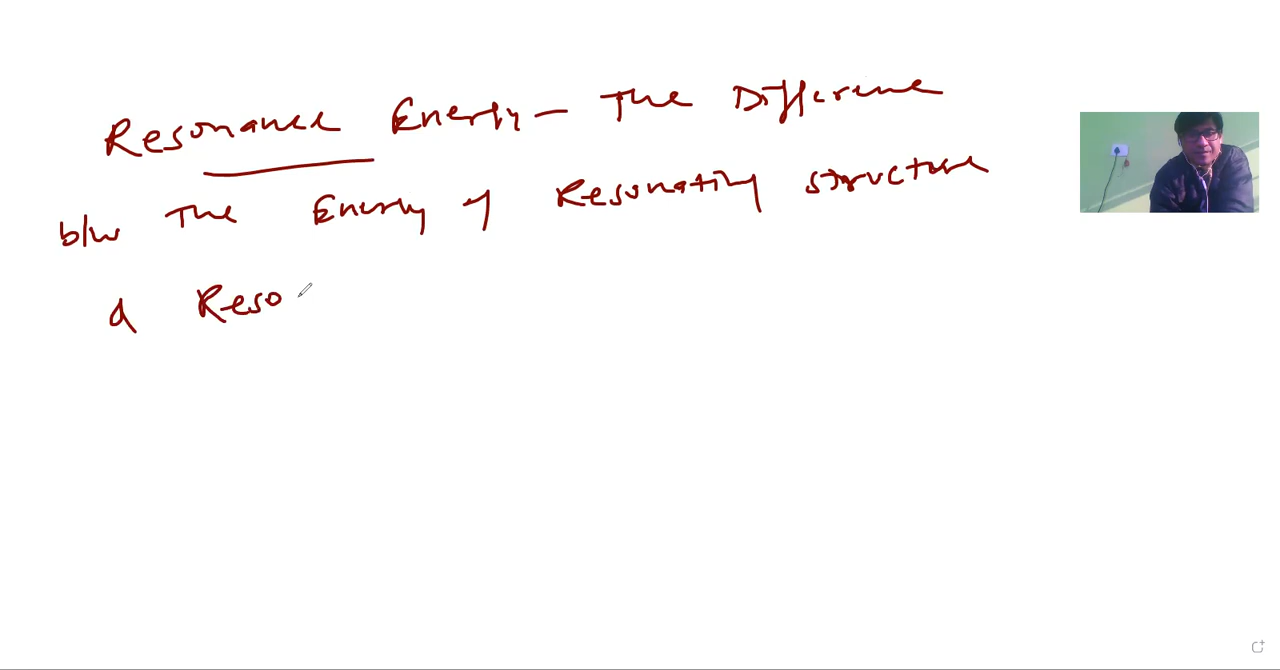 Resonance Energy - The Difference
b/w The Energy of Resonating structure
& Reso